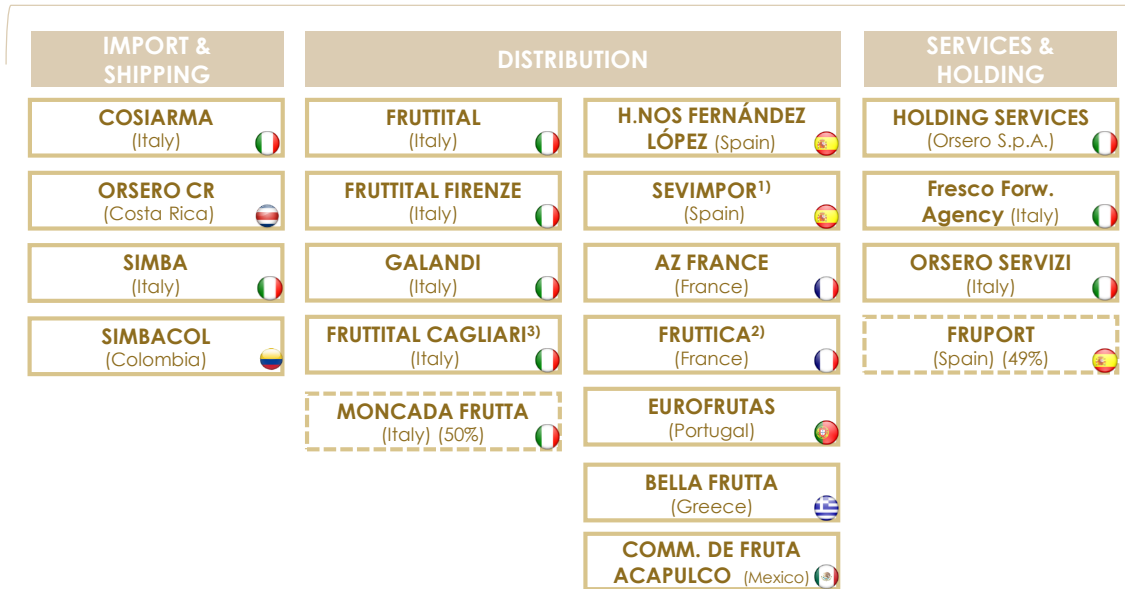 IMPORT &
SHIPPING
COSIARMA
(Italy)
ORSERO CR
(Costa Rica)
SIMBA
(Italy)
SIMBACOL
(Colombia)
DISTRIBUTION
FRUTTITAL
(Italy)
FRUTTITAL FIRENZE
(Italy)
GALANDI
(Italy)
FRUTTITAL CAGLIARI3)
(Italy)
MONCADA FRUTTA
(Italy) (50%)
H.NOS FERNÁNDEZ
LÓPEZ (Spain)
SEVIMPOR1)
(Spain)
AZ FRANCE
(France)
FRUTTICA2)
(France)
EUROFRUTAS
(Portugal)
BELLA FRUTTA
(Greece)
COMM. DE FRUTA
ACAPULCO (Mexico)
SERVICES &
HOLDING
HOLDING SERVICES
(Orsero S.p.A.)
Fresco Forw.
Agency (Italy)
ORSERO SERVIZI
(Italy)
FRUPORT
(Spain) (49%)